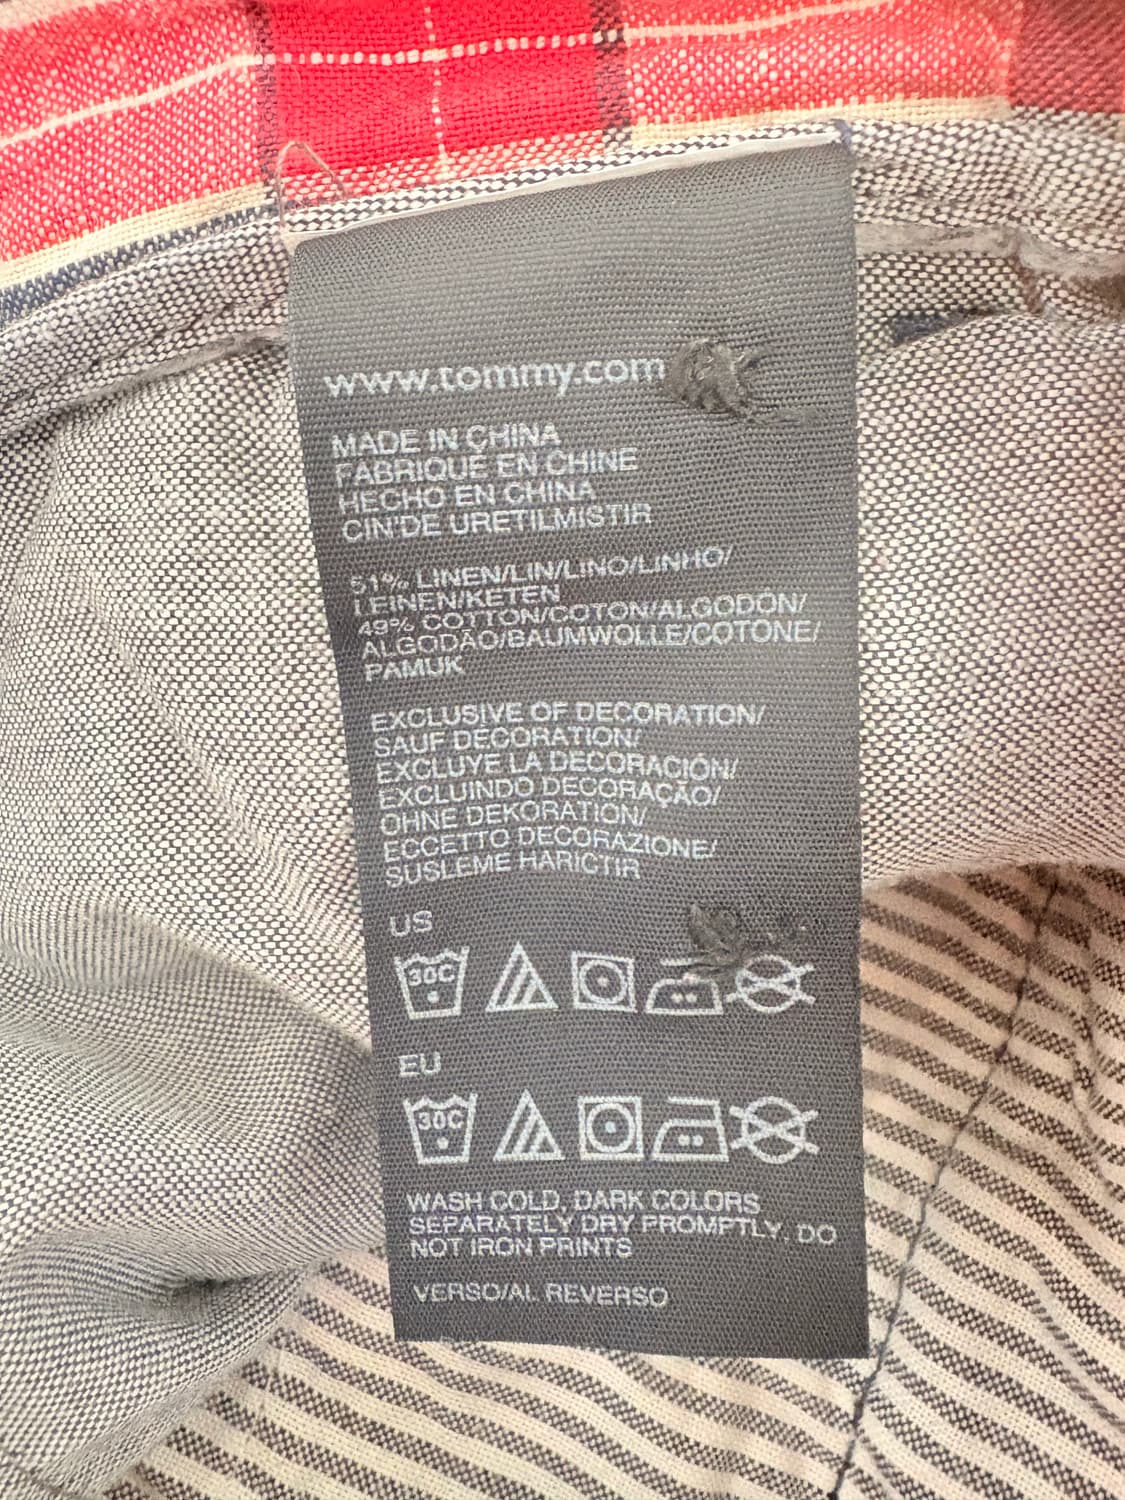 www.tommy.com
MADE IN CHINA
FABRIQUÉ EN CHINE
HECHO EN CHINA
CIN'DE URETILMISTIR
51% LINEN/LIN/LINO/LINHO/
LEINEN/KETEN
49% COTTON/COTON/ALGODON/
ALGODÃO/BAUMWOLLE/COTONE/
PAMUK
EXCLUSIVE OF DECORATION/
SAUF DÉCORATION/
EXCLUYE LA DECORACIÓN/
EXCLUINDO DECORAÇÃO/
OHNE DEKORATION/
ECCETTO DECORAZIONE/
SUSLEME HARICTIR
US
30C
EU
30C
WASH COLD, DARK COLORS
SEPARATELY, DRY PROMPTLY, DO
NOT IRON PRINTS
VERSO/AL REVERSO